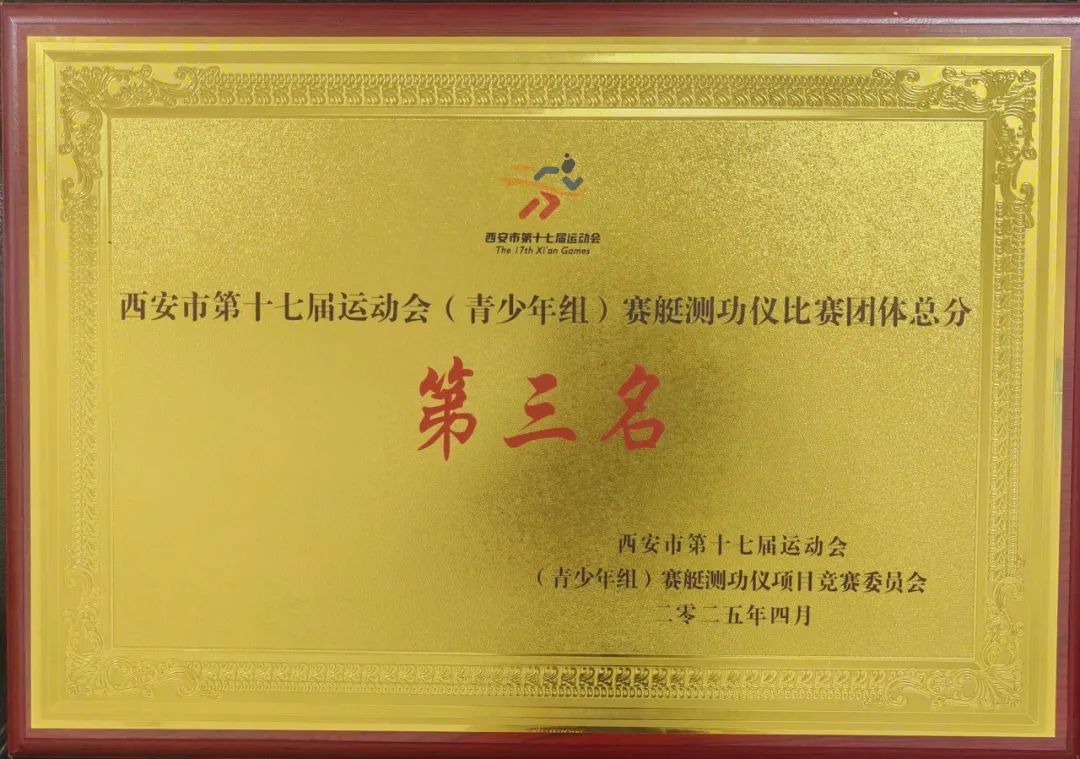 西安市第十七届运动会
The 17th Xi'an Games
西安市第十七届运动会（青少年组）赛艇测功仪比赛团体总分
第三名
西安市第十七届运动会
（青少年组）赛艇测功仪项目竞赛委员会
二零二五年四月